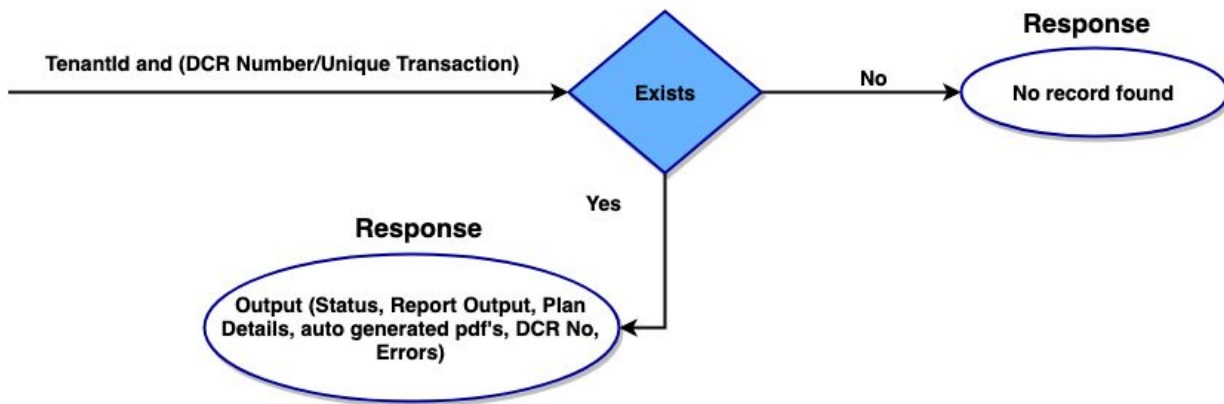 Response
TenantId and (DCR Number/Unique Transaction)
Exists
No
No record found
Yes
Response
Output (Status, Report Output, Plan
Details, auto generated pdf's, DCR No,
Errors)